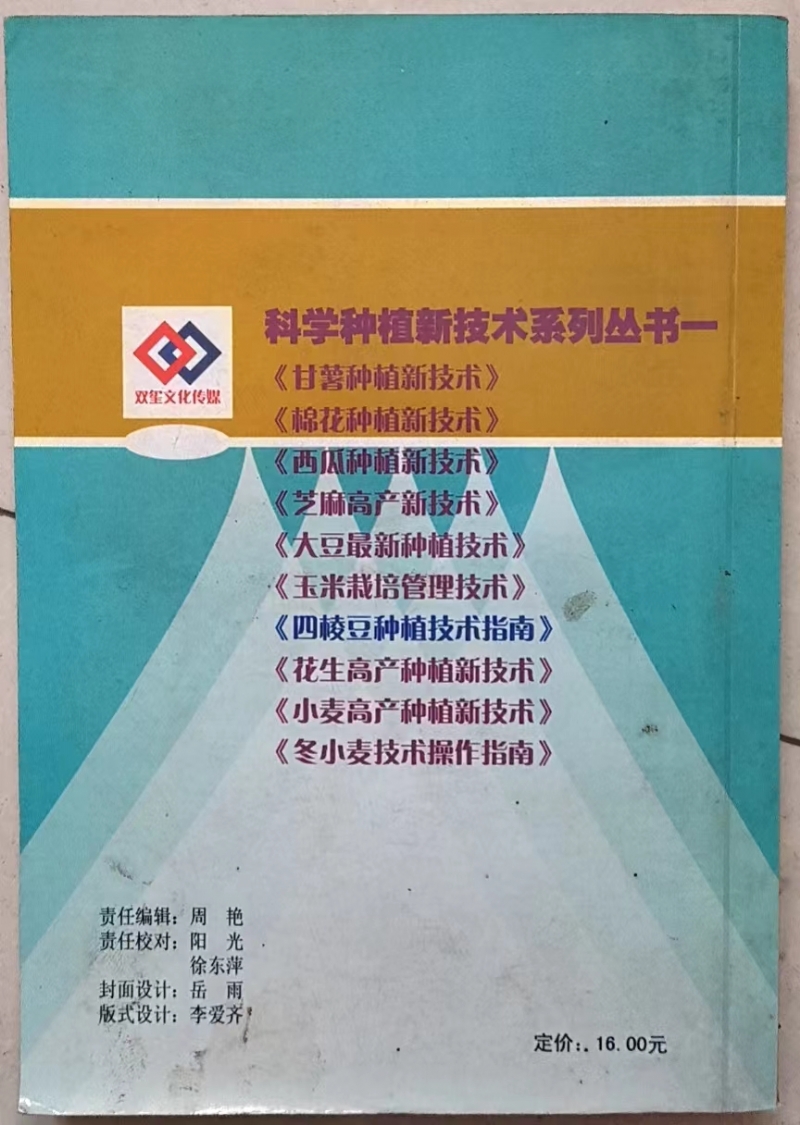 科学种植新技术系列丛书一
双玺文化传媒
《甘薯种植新技术》
《棉花种植新技术》
《西瓜种植新技术》
《芝麻高产新技术》
《大豆最新种植技术》
《玉米栽培管理技术》
《四棱豆种植技术指南》
《花生高产种植新技术》
《小麦高产种植新技术》
《冬小麦技术操作指南》
责任编辑：周 艳
责任校对：阳 光
徐东萍
封面设计：岳 雨
版式设计：李爱齐
定价：. 16.00元